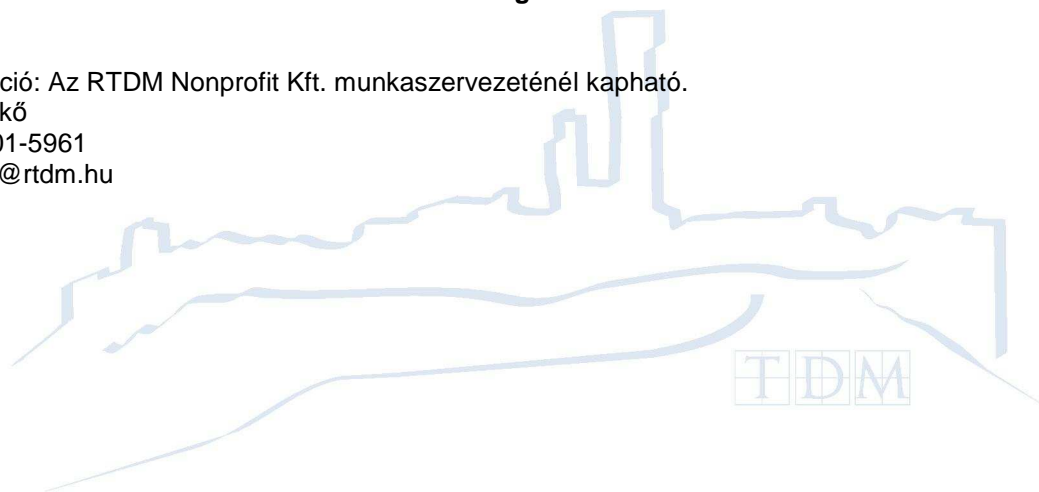 g
ció: Az RTDM Nonprofit Kft. munkaszervezeténél kapható.
kő
01-5961
@rtdm.hu
TDM